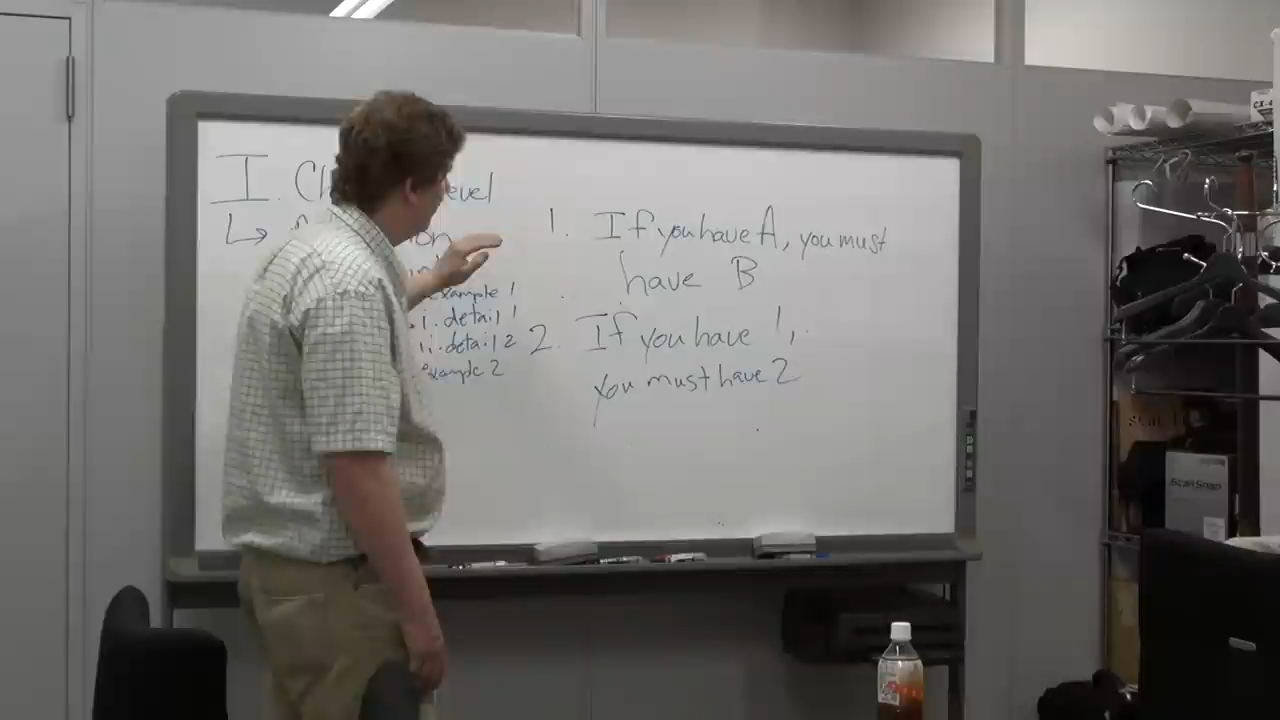 I. Ch evel
on
1. If you have A, you must
have B
example 1
i. detail 1
ii. detail 2
example 2
2. If you have 1,
you must have 2
ScanSnap